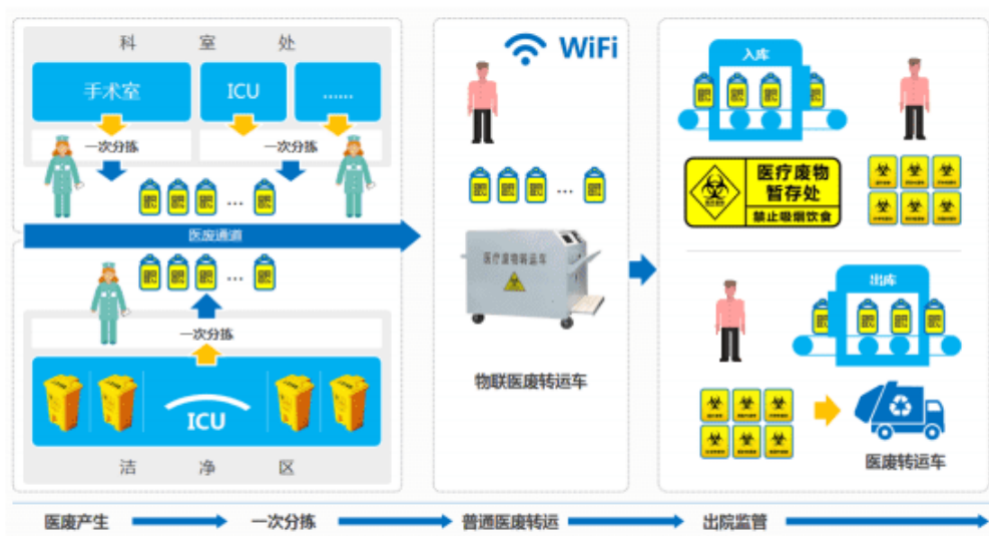 科室处
手术室
ICU
......
一次分拣
一次分拣
...
医废通道
...
一次分拣
ICU
洁净区
WiFi
...
医疗废物转运车
物联医废转运车
入库
医疗废物
暂存处
禁止吸烟饮食
出库
医废转运车
医废产生
一次分拣
普通医废转运
出院监管